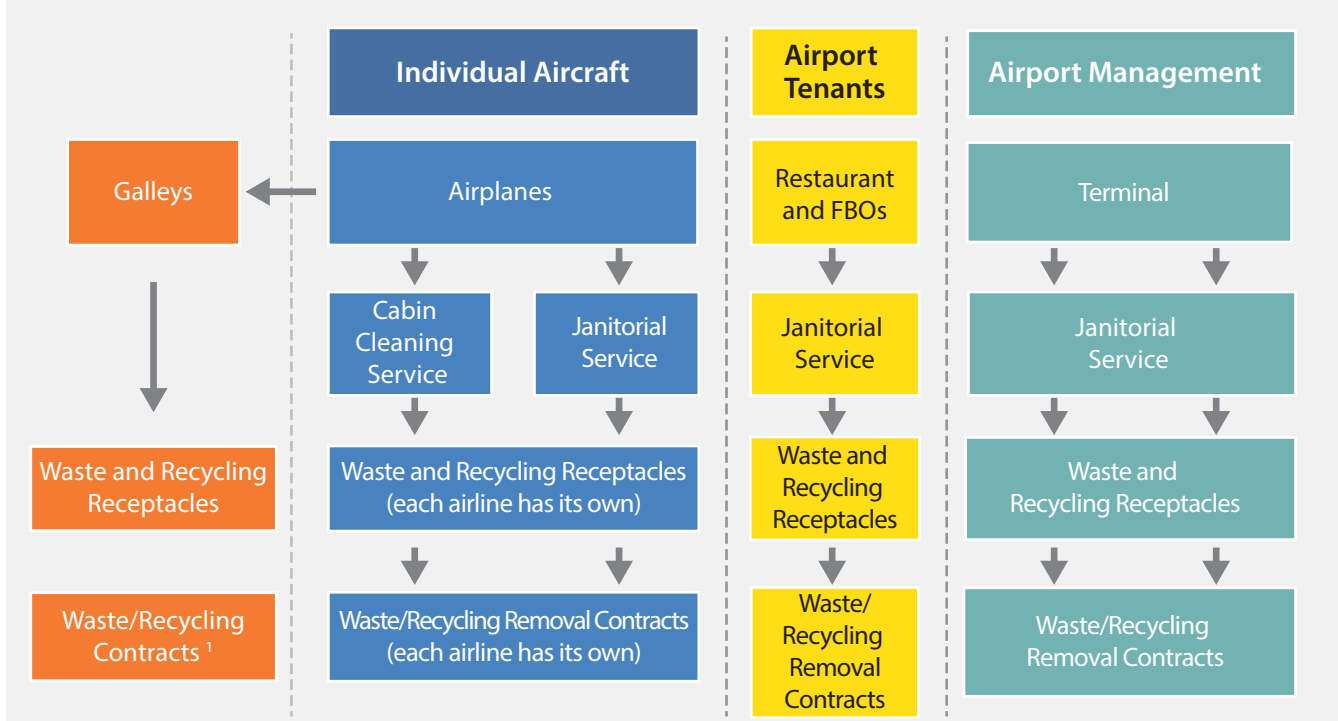 Individual Aircraft
Airport
Tenants
Airport Management
Galleys
Airplanes
Restaurant
and FBOs
Terminal
Cabin
Cleaning
Service
Janitorial
Service
Janitorial
Service
Janitorial
Service
Waste and Recycling
Receptacles
Waste and Recycling Receptacles
(each airline has its own)
Waste and
Recycling
Receptacles
Waste and
Recycling Receptacles
Waste/Recycling
Contracts 1
Waste/Recycling Removal Contracts
(each airline has its own)
Waste/
Recycling
Removal
Contracts
Waste/Recycling
Removal Contracts